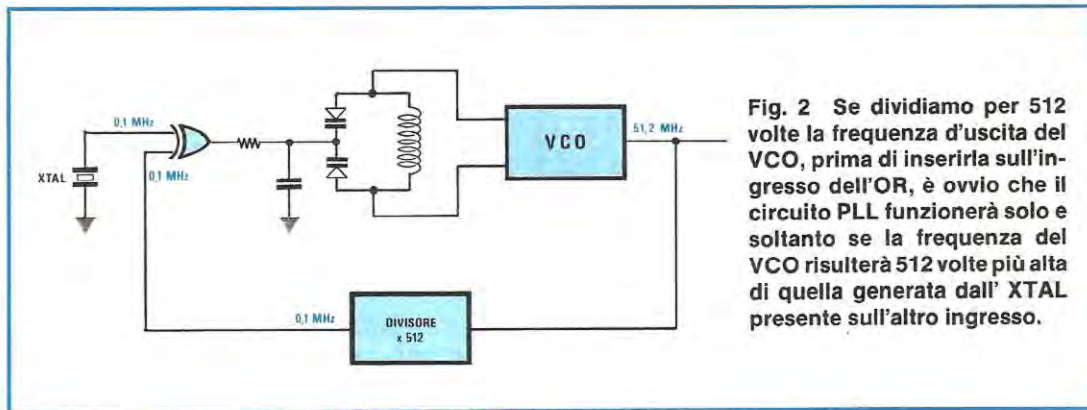 0,1 MHz
0,1 MHz
XTAL
VCO
51,2 MHz
0,1 MHz
DIVISORE
x 512
Fig. 2 Se dividiamo per 512
volte la frequenza d'uscita del
VCO, prima di inserirla sull'in-
gresso dell'OR, è ovvio che il
circuito PLL funzionerà solo e
soltanto se la frequenza del
VCO risulterà 512 volte più alta
di quella generata dall' XTAL
presente sull'altro ingresso.